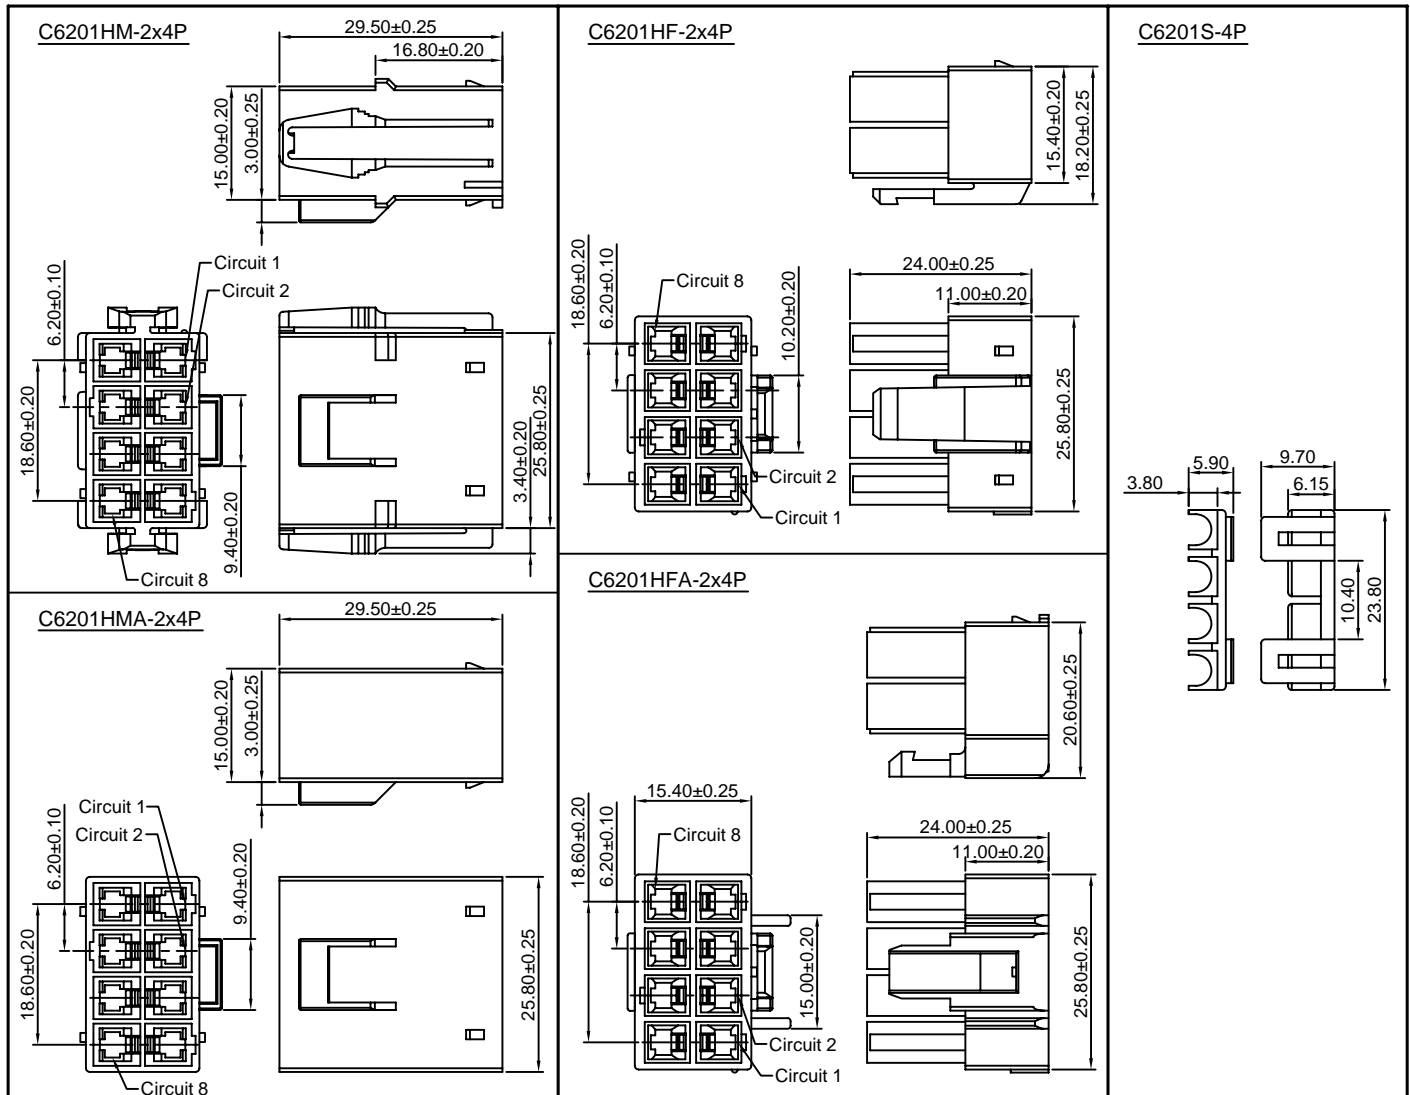 C6201HM-2x4P
29.50±0.25
16.80±0.20
15.00±0.20
3.00±0.25
Circuit 1
Circuit 2
6.20±0.10
18.60±0.20
9.40±0.20
3.40±0.20
25.80±0.25
Circuit 8
C6201HF-2x4P
15.40±0.20
18.20±0.25
18.60±0.20
6.20±0.10
Circuit 8
10.20±0.20
24.00±0.25
11.00±0.20
25.80±0.25
Circuit 2
Circuit 1
C6201S-4P
5.90
3.80
9.70
6.15
10.40
23.80
C6201HMA-2x4P
29.50±0.25
15.00±0.20
3.00±0.25
Circuit 1
Circuit 2
6.20±0.10
18.60±0.20
9.40±0.20
25.80±0.25
Circuit 8
C6201HFA-2x4P
20.60±0.25
15.40±0.25
18.60±0.20
6.20±0.10
Circuit 8
15.00±0.20
24.00±0.25
11.00±0.20
25.80±0.25
Circuit 2
Circuit 1